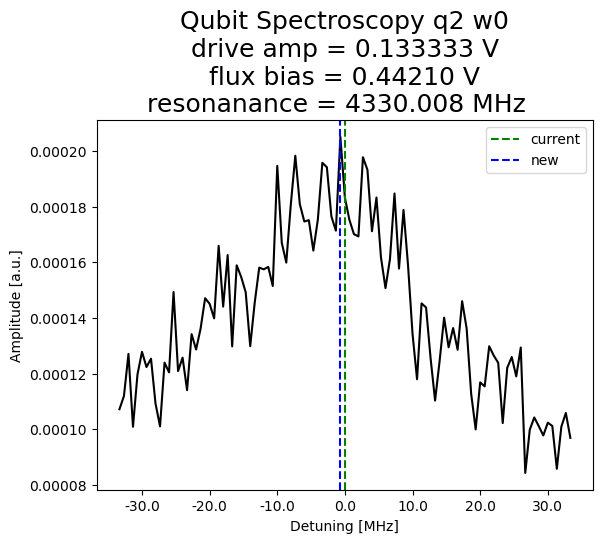 Qubit Spectroscopy q2 w0
drive amp = 0.133333 V
flux bias = 0.44210 V
resonanance = 4330.008 MHz
current
new
Amplitude [a.u.]
0.00020
0.00018
0.00016
0.00014
0.00012
0.00010
0.00008
-30.0 -20.0 -10.0 0.0 10.0 20.0 30.0
Detuning [MHz]